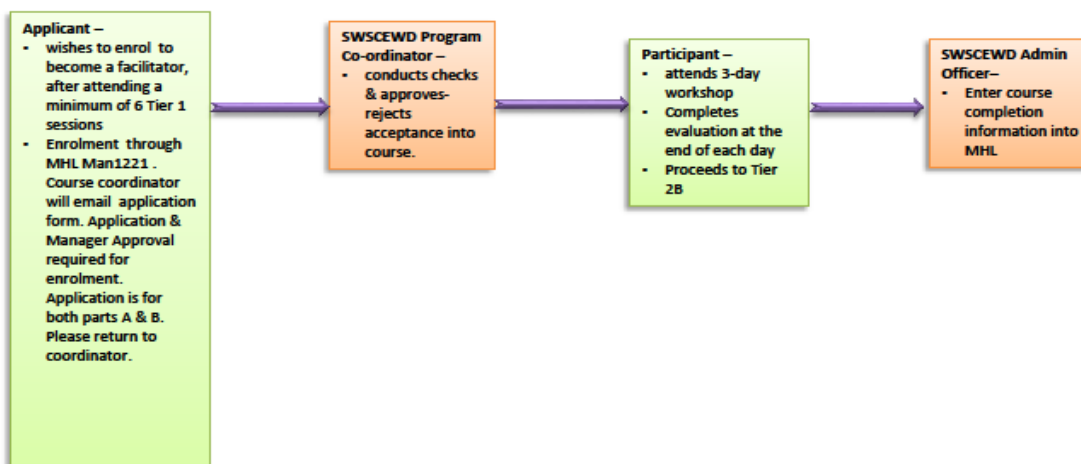 Applicant –
• wishes to enrol to
become a facilitator,
after attending a
minimum of 6 Tier 1
sessions
• Enrolment through
MHL Man1221 .
Course coordinator
will email application
form. Application &
Manager Approval
required for
enrolment.
Application is for
both parts A & B.
Please return to
coordinator.
SWSCEWD Program
Co-ordinator –
• conducts checks
& approves-
rejects
acceptance into
course.
Participant –
• attends 3-day
workshop
• Completes
evaluation at the
end of each day
• Proceeds to Tier
2B
SWSCEWD Admin
Officer–
• Enter course
completion
information into
MHL